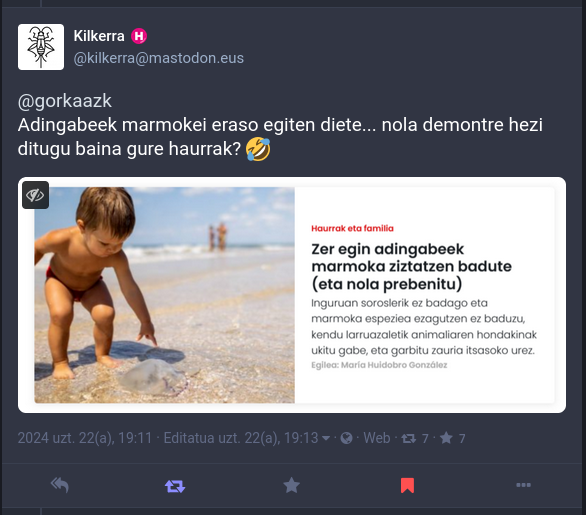 Kilkerra H
@kilkerra@mastodon.eus
@gorkaazk
Adingabeek marmokei eraso egiten diete... nola demontre hezi
ditugu baina gure haurrak? 🤣
Haurrak eta familia
Zer egin adingabeek
marmoka ziztatzen badute
(eta nola prebenitu)
Inguruan soroslerik ez badago eta
marmoka espeziea ezagutzen ez baduzu,
kendu larruazaletik animaliaren hondakinak
ukitu gabe, eta garbitu zauria itsasoko urez.
Egilea: María Huidobro González
2024 uzt. 22(a), 19:11 · Editatua uzt. 22(a), 19:13 · Web · 7 · 7